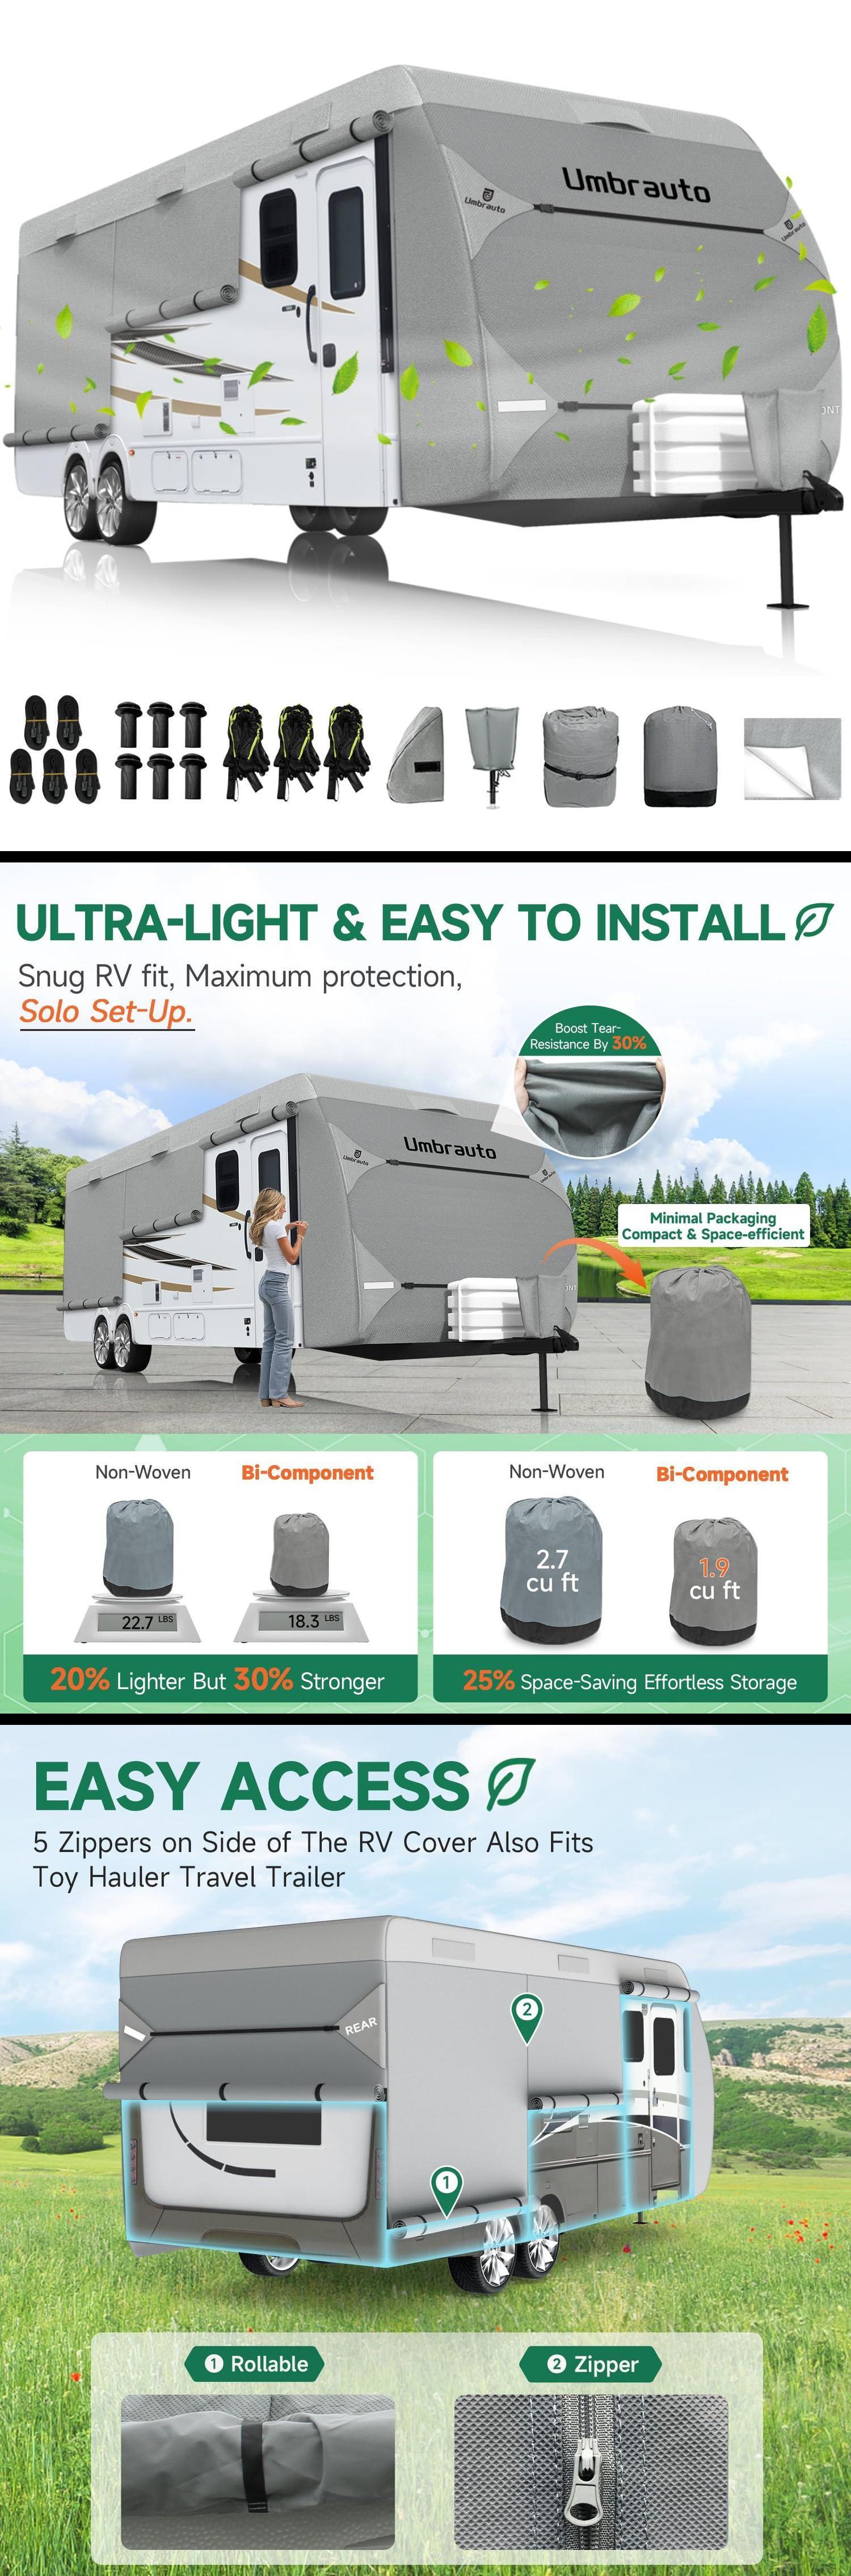 Umbrauto
Umbrauto
Umbrauto
ONT
ULTRA-LIGHT & EASY TO INSTALL
Snug RV fit, Maximum protection,
Solo Set-Up.
Boost Tear-
Resistance By 30%
Umbrauto
Umbrauto
Umbrauto
ONT
Minimal Packaging
Compact & Space-efficient
Non-Woven
Bi-Component
22.7 LBS
18.3 LBS
20% Lighter But 30% Stronger
Non-Woven
Bi-Component
2.7
cu ft
1.9
cu ft
25% Space-Saving Effortless Storage
EASY ACCESS
5 Zippers on Side of The RV Cover Also Fits
Toy Hauler Travel Trailer
REAR
2
1
1 Rollable
2 Zipper